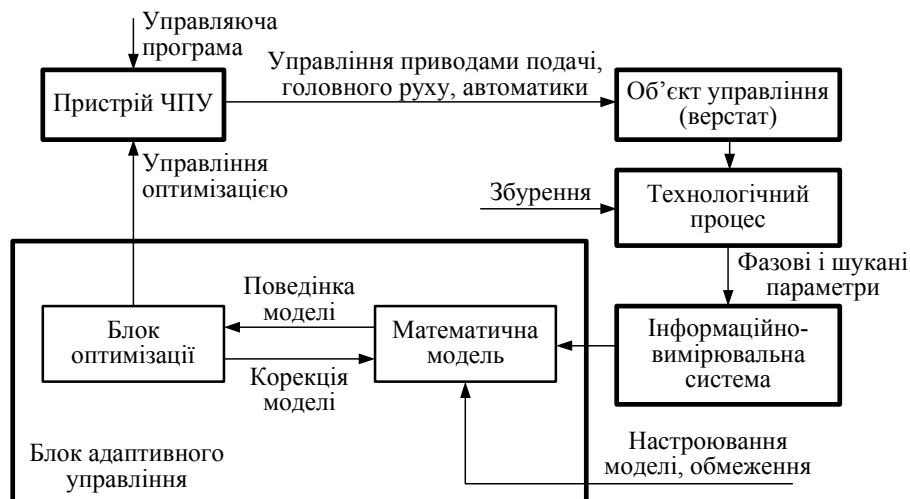 Управляюча
програма
Управління приводами подачі,
головного руху, автоматики
Пристрій ЧПУ
Об’єкт управління
(верстат)
Управління
оптимізацією
Збурення
Технологічний
процес
Фазові і шукані
параметри
Поведінка
моделі
Блок
оптимізації
Математична
модель
Інформаційно-
вимірювальна
система
Корекція
моделі
Блок адаптивного
управління
Настроювання
моделі, обмеження